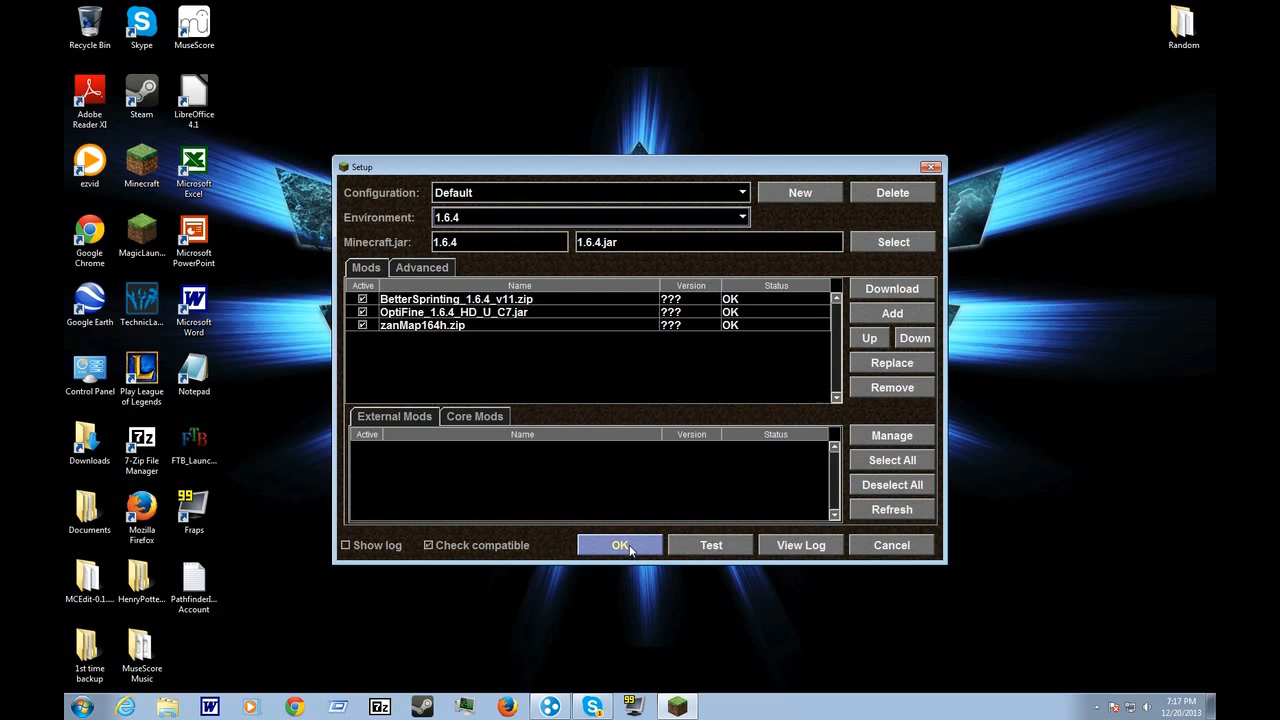 Recycle Bin
Skype
MuseScore
Random
Adobe Reader XI
Steam
LibreOffice 4.1
ezvid
Minecraft
Microsoft Excel
Google Chrome
MagicLaun...
Microsoft PowerPoint
Google Earth
TechnicLa...
Microsoft Word
Control Panel
Play League of Legends
Notepad
Downloads
7-Zip File Manager
FTB_Launc...
Documents
Mozilla Firefox
Fraps
MCEdit-0.1....
HenryPotte...
PathfinderI... Account
1st time backup
MuseScore Music
Setup
Configuration: Default New Delete
Environment: 1.6.4
Minecraft.jar: 1.6.4 1.6.4.jar Select
Mods Advanced
Active Name Version Status
BetterSprinting_1.6.4_v11.zip ??? OK
OptiFine_1.6.4_HD_U_C7.jar ??? OK
zanMap164h.zip ??? OK
Download
Add
Up Down
Replace
Remove
External Mods Core Mods
Active Name Version Status
Manage
Select All
Deselect All
Refresh
Show log Check compatible OK Test View Log Cancel
7:17 PM
12/20/2013